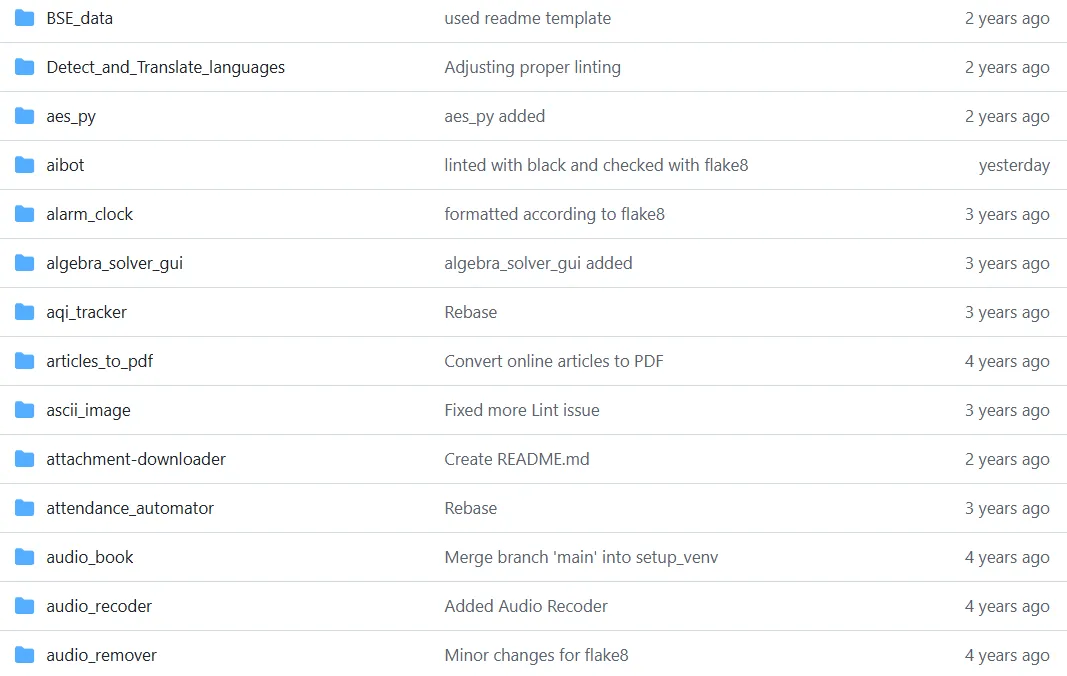 BSE_data used readme template 2 years ago
Detect_and_Translate_languages Adjusting proper linting 2 years ago
aes_py aes_py added 2 years ago
aibot linted with black and checked with flake8 yesterday
alarm_clock formatted according to flake8 3 years ago
algebra_solver_gui algebra_solver_gui added 3 years ago
aqi_tracker Rebase 3 years ago
articles_to_pdf Convert online articles to PDF 4 years ago
ascii_image Fixed more Lint issue 3 years ago
attachment-downloader Create README.md 2 years ago
attendance_automator Rebase 3 years ago
audio_book Merge branch 'main' into setup_venv 4 years ago
audio_recoder Added Audio Recoder 4 years ago
audio_remover Minor changes for flake8 4 years ago